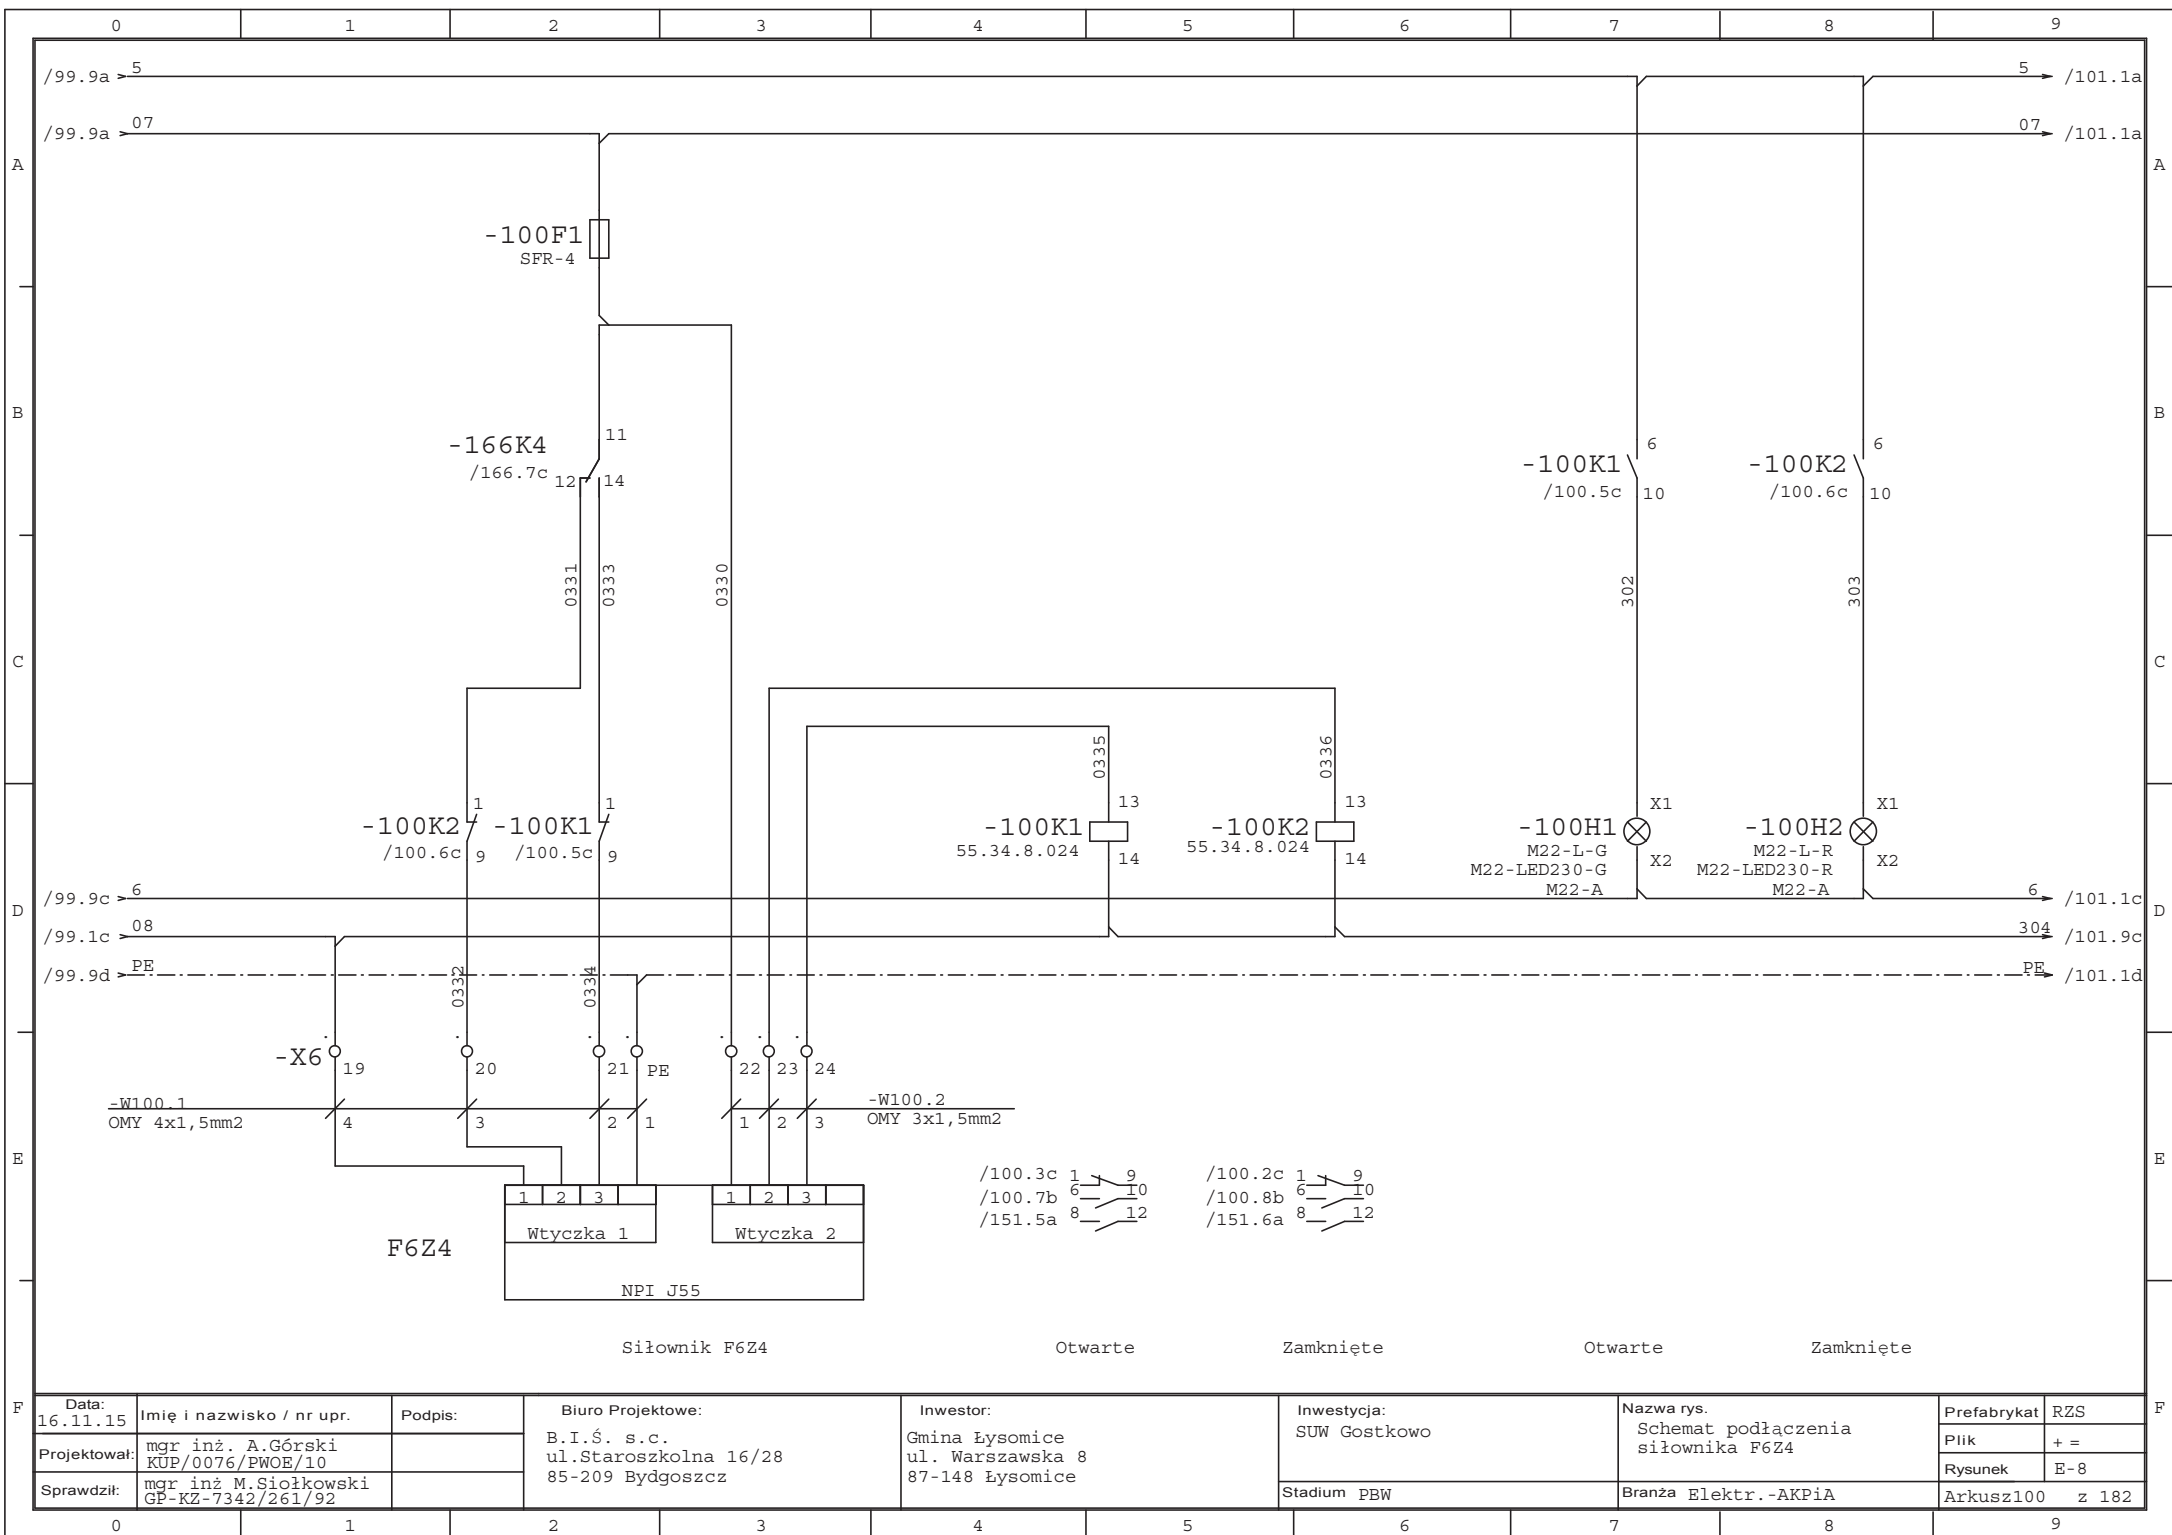 0 1 2 3 4 5 6 7 8 9
/99.9a 5 5 /101.1a
/99.9a 07 07 /101.1a
A A
-100F1
SFR-4
B B
-166K4 11
/166.7c 12 14
-100K1 6
/100.5c 10
-100K2 6
/100.6c 10
0331 0333 0330 302 303
C C
0335 0336
-100K2 1
/100.6c 9
-100K1 1
/100.5c 9
-100K1 13
55.34.8.024 14
-100K2 13
55.34.8.024 14
X1
-100H1
M22-L-G X2
M22-LED230-G
M22-A
X1
-100H2
M22-L-R X2
M22-LED230-R
M22-A
/99.9c 6 6 /101.1c
D D
/99.1c 08 304 /101.9c
/99.9d PE PE /101.1d
0332 0334
-X6 19 20 21 PE 22 23 24
-W100.1
OMY 4x1,5mm2 4 3 2 1
1 2 3 -W100.2
OMY 3x1,5mm2
E E
/100.3c 1 9
/100.7b 6 10
/151.5a 8 12
/100.2c 1 9
/100.8b 6 10
/151.6a 8 12
1 2 3 1 2 3
Wtyczka 1 Wtyczka 2
F6Z4
NPI J55
Siłownik F6Z4 Otwarte Zamknięte Otwarte Zamknięte
F F
Data:
16.11.15
Imię i nazwisko / nr upr.
Podpis:
Projektował:
mgr inż. A.Górski
KUP/0076/PWOE/10
Sprawdził:
mgr inż M.Siołkowski
GP-KZ-7342/261/92
Biuro Projektowe:
B.I.Ś. s.c.
ul.Staroszkolna 16/28
85-209 Bydgoszcz
Inwestor:
Gmina Łysomice
ul. Warszawska 8
87-148 Łysomice
Inwestycja:
SUW Gostkowo
Stadium PBW
Nazwa rys.
Schemat podłączenia
siłownika F6Z4
Branża Elektr.-AKPiA
Prefabrykat RZS
Plik + =
Rysunek E-8
Arkusz100 z 182
0 1 2 3 4 5 6 7 8 9